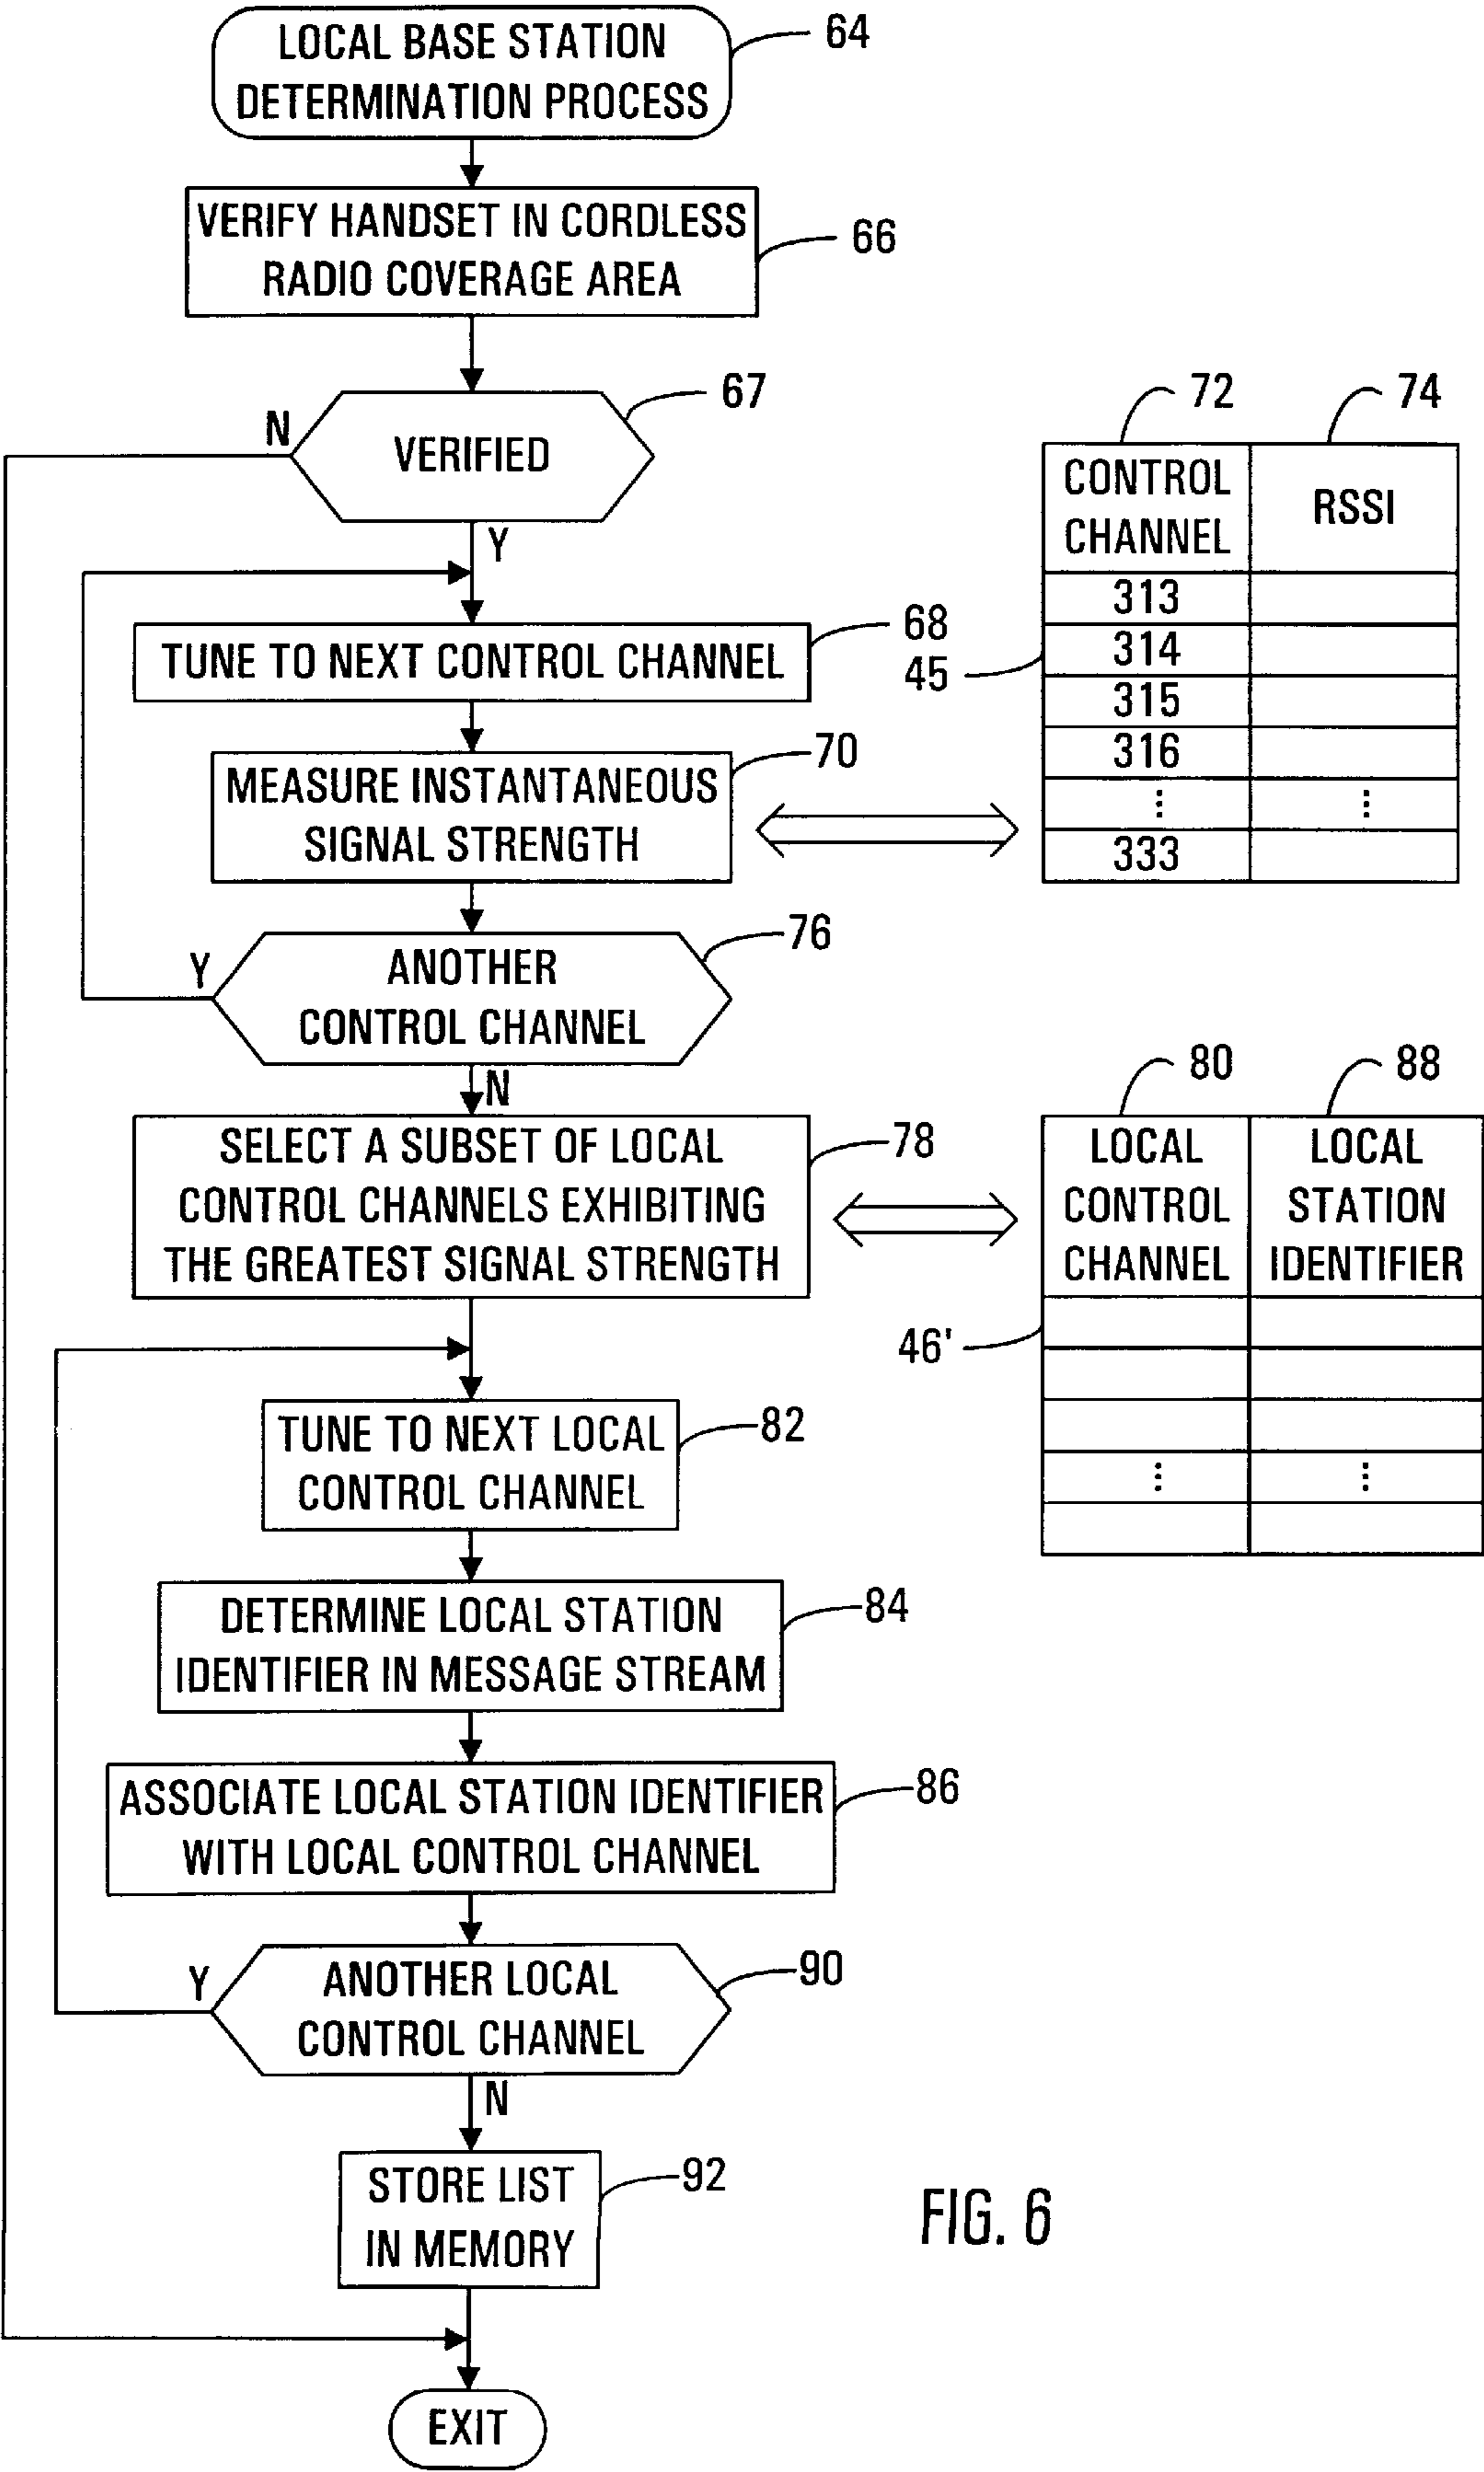 LOCAL BASE STATION
DETERMINATION PROCESS
64
VERIFY HANDSET IN CORDLESS
RADIO COVERAGE AREA
66
VERIFIED
67
N
Y
TUNE TO NEXT CONTROL CHANNEL
68
MEASURE INSTANTANEOUS
SIGNAL STRENGTH
70
72
74
CONTROL
CHANNEL
RSSI
45
313
314
315
316
⋮ ⋮
333
ANOTHER
CONTROL CHANNEL
76
Y
N
SELECT A SUBSET OF LOCAL
CONTROL CHANNELS EXHIBITING
THE GREATEST SIGNAL STRENGTH
78
80
88
LOCAL
CONTROL
CHANNEL
LOCAL
STATION
IDENTIFIER
46'
⋮ ⋮
TUNE TO NEXT LOCAL
CONTROL CHANNEL
82
DETERMINE LOCAL STATION
IDENTIFIER IN MESSAGE STREAM
84
ASSOCIATE LOCAL STATION IDENTIFIER
WITH LOCAL CONTROL CHANNEL
86
ANOTHER LOCAL
CONTROL CHANNEL
90
Y
N
STORE LIST
IN MEMORY
92
FIG. 6
EXIT